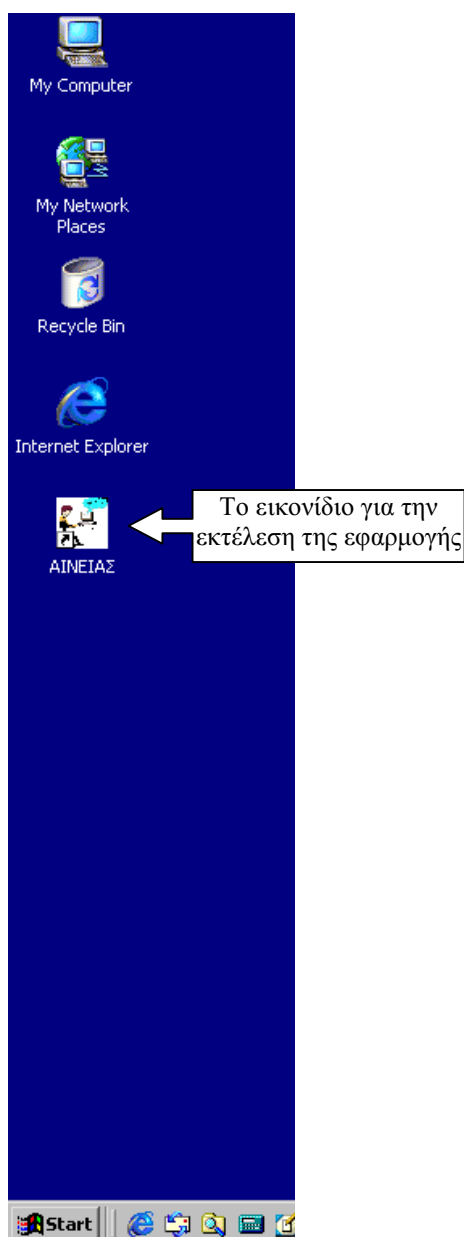 My Computer
My Network
Places
Recycle Bin
Internet Explorer
Το εικονίδιο για την
εκτέλεση της εφαρμογής
ΑΙΝΕΙΑΣ
Start